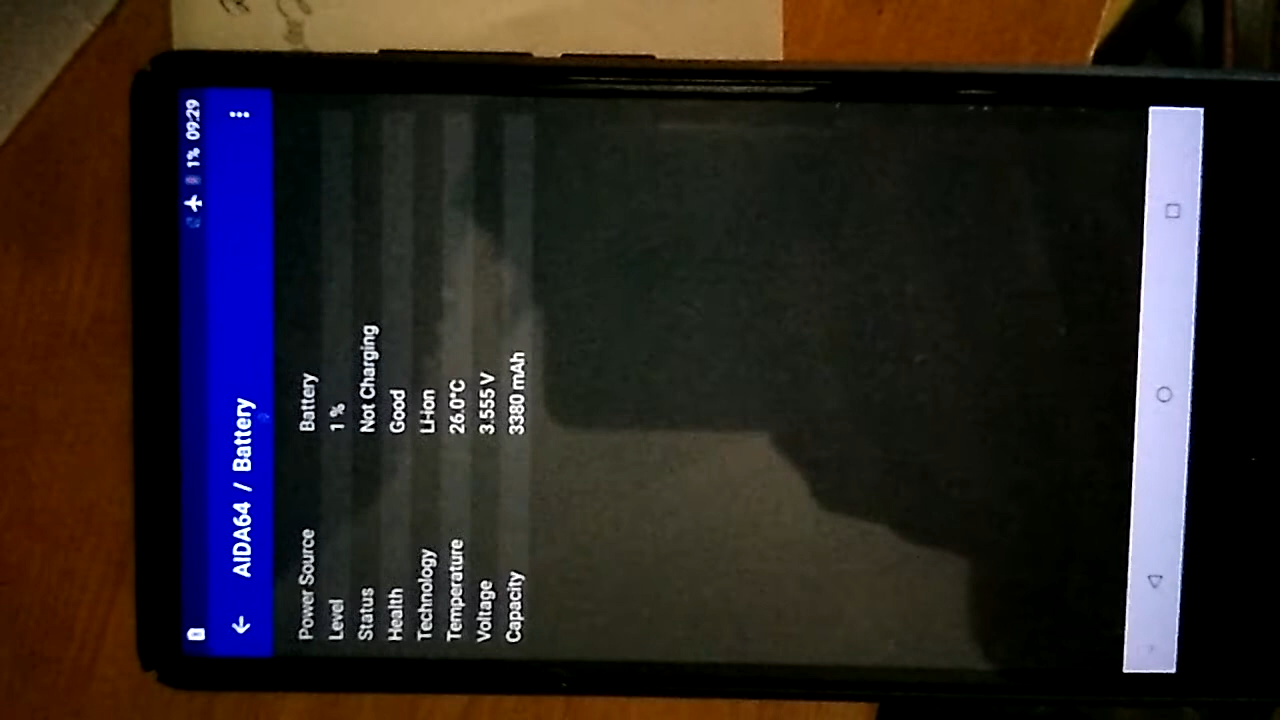 1% 09:29
AIDA64 / Battery
Power Source Battery
Level 1 %
Status Not Charging
Health Good
Technology Li-ion
Temperature 26.0°C
Voltage 3.555 V
Capacity 3380 mAh